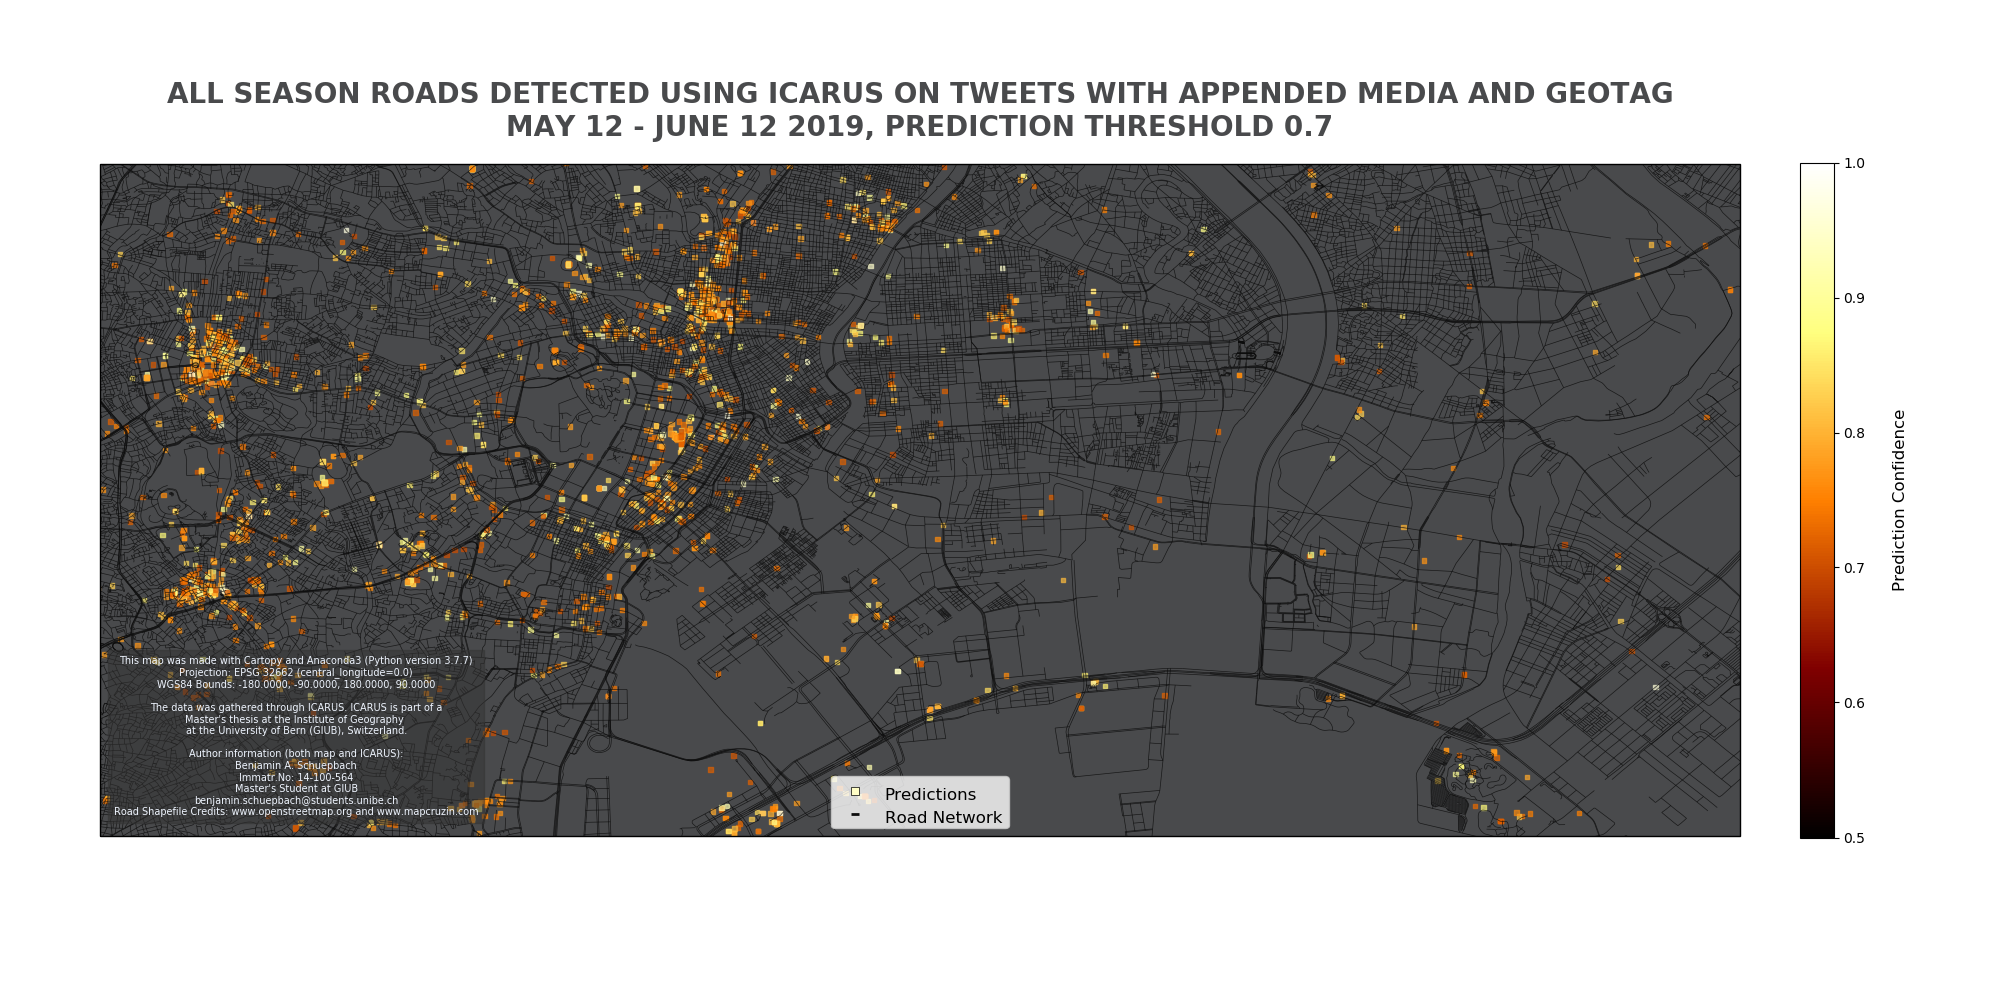 ALL SEASON ROADS DETECTED USING ICARUS ON TWEETS WITH APPENDED MEDIA AND GEOTAG
MAY 12 - JUNE 12 2019, PREDICTION THRESHOLD 0.7
This map was made with Cartopy and Anaconda3 (Python version 3.7.7)
Projection: EPSG 32662 (central_longitude=0.0)
WGS84 Bounds: -180.0000, -90.0000, 180.0000, 90.0000
The data was gathered through ICARUS. ICARUS is part of a
Master's thesis at the Institute of Geography
at the University of Bern (GIUB), Switzerland.
Author information (both map and ICARUS):
Benjamin A. Schuepbach
Immatr.No: 14-100-564
Master's Student at GIUB
benjamin.schuepbach@students.unibe.ch
Road Shapefile Credits: www.openstreetmap.org and www.mapcruzin.com
Predictions
Road Network
1.0
0.9
0.8
0.7
0.6
0.5
Prediction Confidence